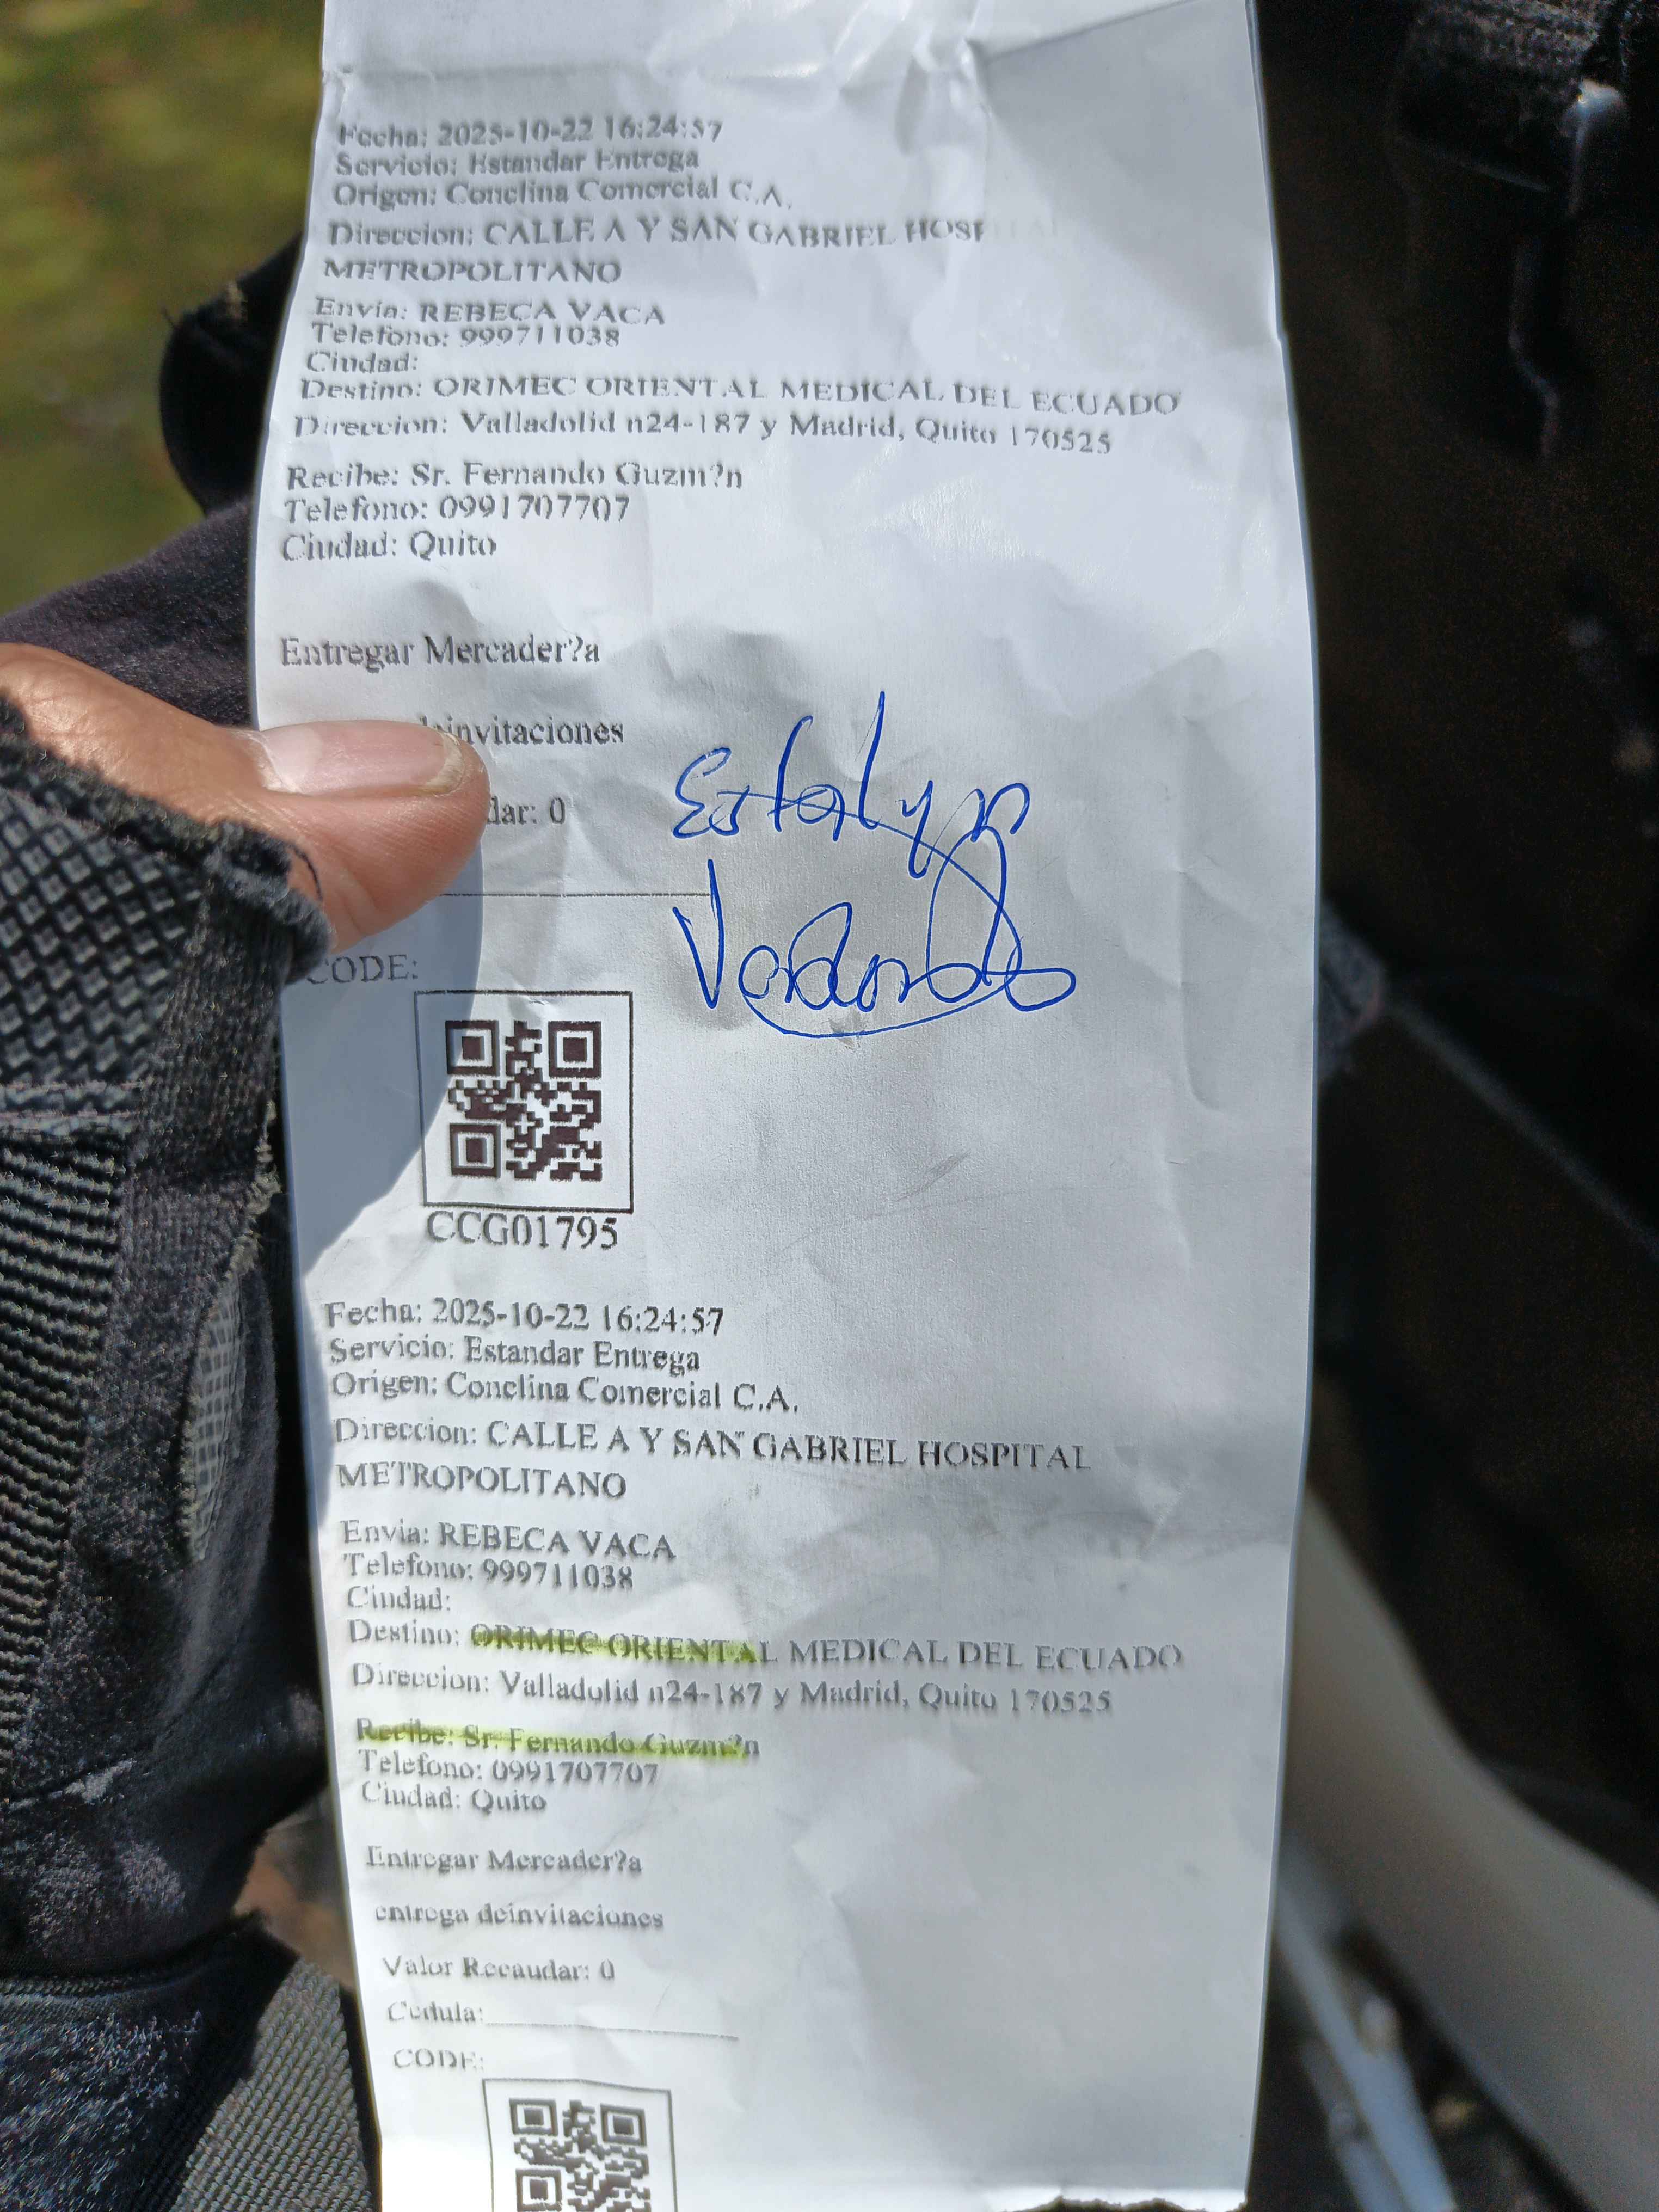 Fecha: 2025-10-22 16:24:57
Servicio: Estandar Entrega
Origen: Conclina Comercial C.A.
Direccion: CALLE A Y SAN GABRIEL HOSPITAL
METROPOLITANO
Envia: REBECA VACA
Telefono: 999711038
Ciudad:
Destino: ORIMEC ORIENTAL MEDICAL DEL ECUADO
Direccion: Valladolid n24-187 y Madrid, Quito 170525
Recibe: Sr. Fernando Guzm?n
Telefono: 0991707707
Ciudad: Quito
Entregar Mercader?a
deinvitaciones
dar: 0
Estalyn
CODE:
CCG01795
Fecha: 2025-10-22 16:24:57
Servicio: Estandar Entrega
Origen: Conclina Comercial C.A.
Direccion: CALLE A Y SAN GABRIEL HOSPITAL
METROPOLITANO
Envia: REBECA VACA
Telefono: 999711038
Ciudad:
Destino: ORIMEC ORIENTAL MEDICAL DEL ECUADO
Direccion: Valladolid n24-187 y Madrid, Quito 170525
Recibe: Sr. Fernando Guzm?n
Telefono: 0991707707
Ciudad: Quito
Entregar Mercader?a
entrega deinvitaciones
Valor Recaudar: 0
Cedula:
CODE: